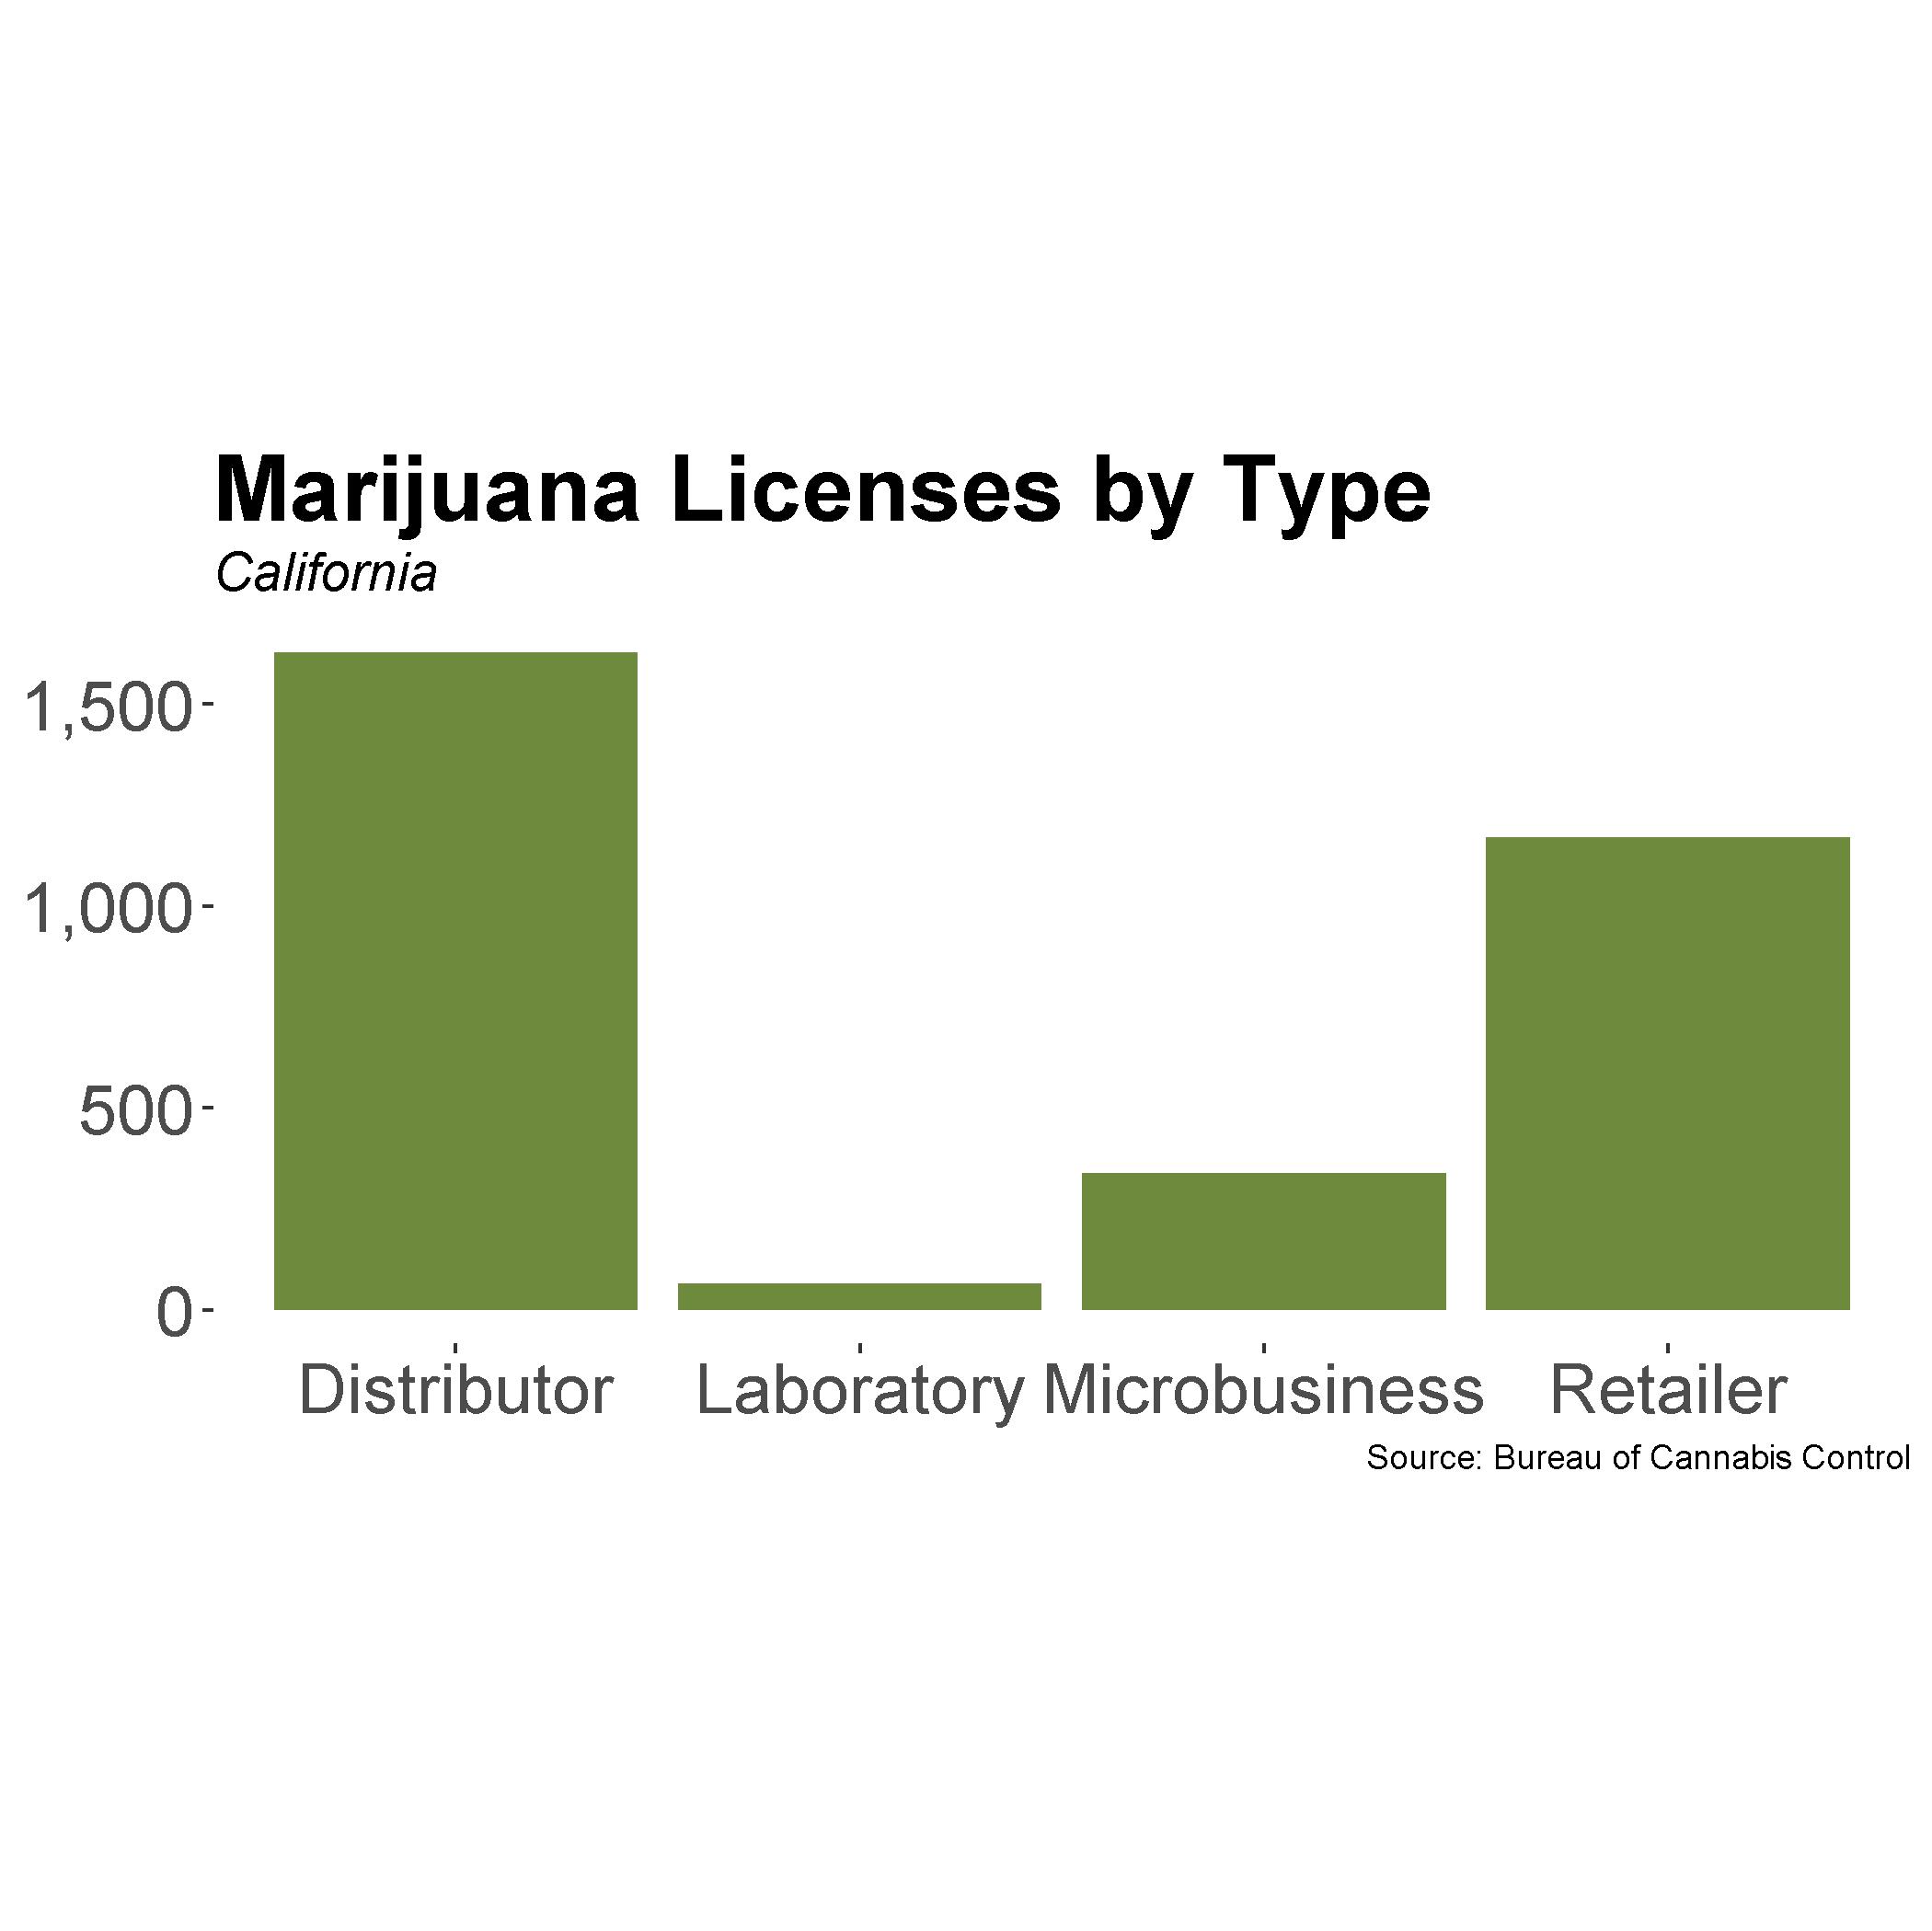 Marijuana Licenses by Type
California
1,500
1,000
500
0
Distributor Laboratory Microbusiness Retailer
Source: Bureau of Cannabis Control